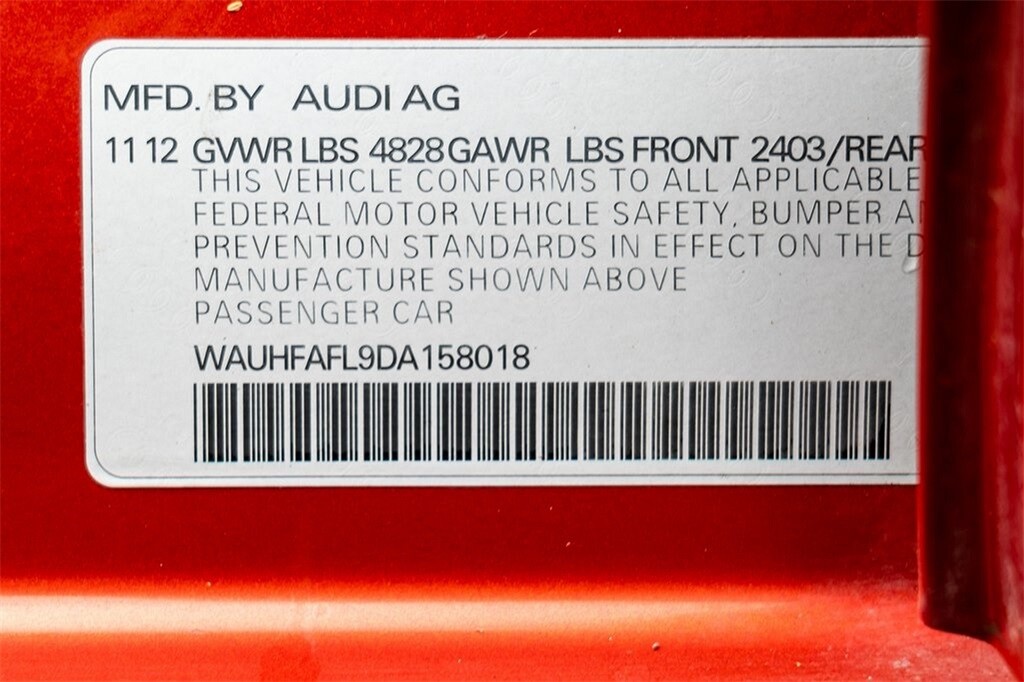 MFD. BY AUDI AG
11 12 GVWR LBS 4828 GAWR LBS FRONT 2403/REAR
THIS VEHICLE CONFORMS TO ALL APPLICABLE
FEDERAL MOTOR VEHICLE SAFETY, BUMPER
PREVENTION STANDARDS IN EFFECT ON THE
MANUFACTURE SHOWN ABOVE
PASSENGER CAR
WAUHFAFL9DA158018